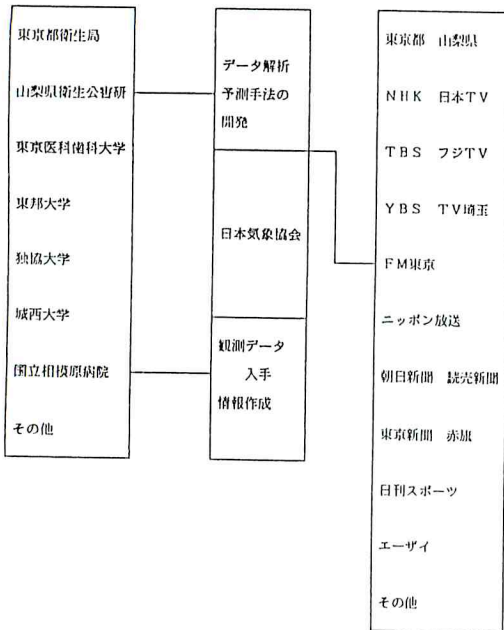 東京都衛生局
山梨県衛生公害研
東京医科歯科大学
東邦大学
独協大学
城西大学
国立相模原病院
その他
データ解析
予測手法の
開発
日本気象協会
観測データ
入手
情報作成
東京都 山梨県
NHK 日本TV
TBS フジTV
YBS TV埼玉
FM東京
ニッポン放送
朝日新聞 読売新聞
東京新聞 赤旗
日刊スポーツ
エーザイ
その他